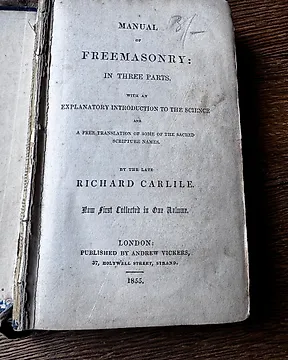 MANUAL
OF
FREEMASONRY:
IN THREE PARTS,
WITH AN
EXPLANATORY INTRODUCTION TO THE SCIENCE
AND
A FREE TRANSLATION OF SOME OF THE SACRED
SCRIPTURE NAMES.
BY THE LATE
RICHARD CARLILE.
Now First Collected in One Volume.
LONDON:
PUBLISHED BY ANDREW VICKERS,
37, HOLYWELL STREET, STRAND.
1855.